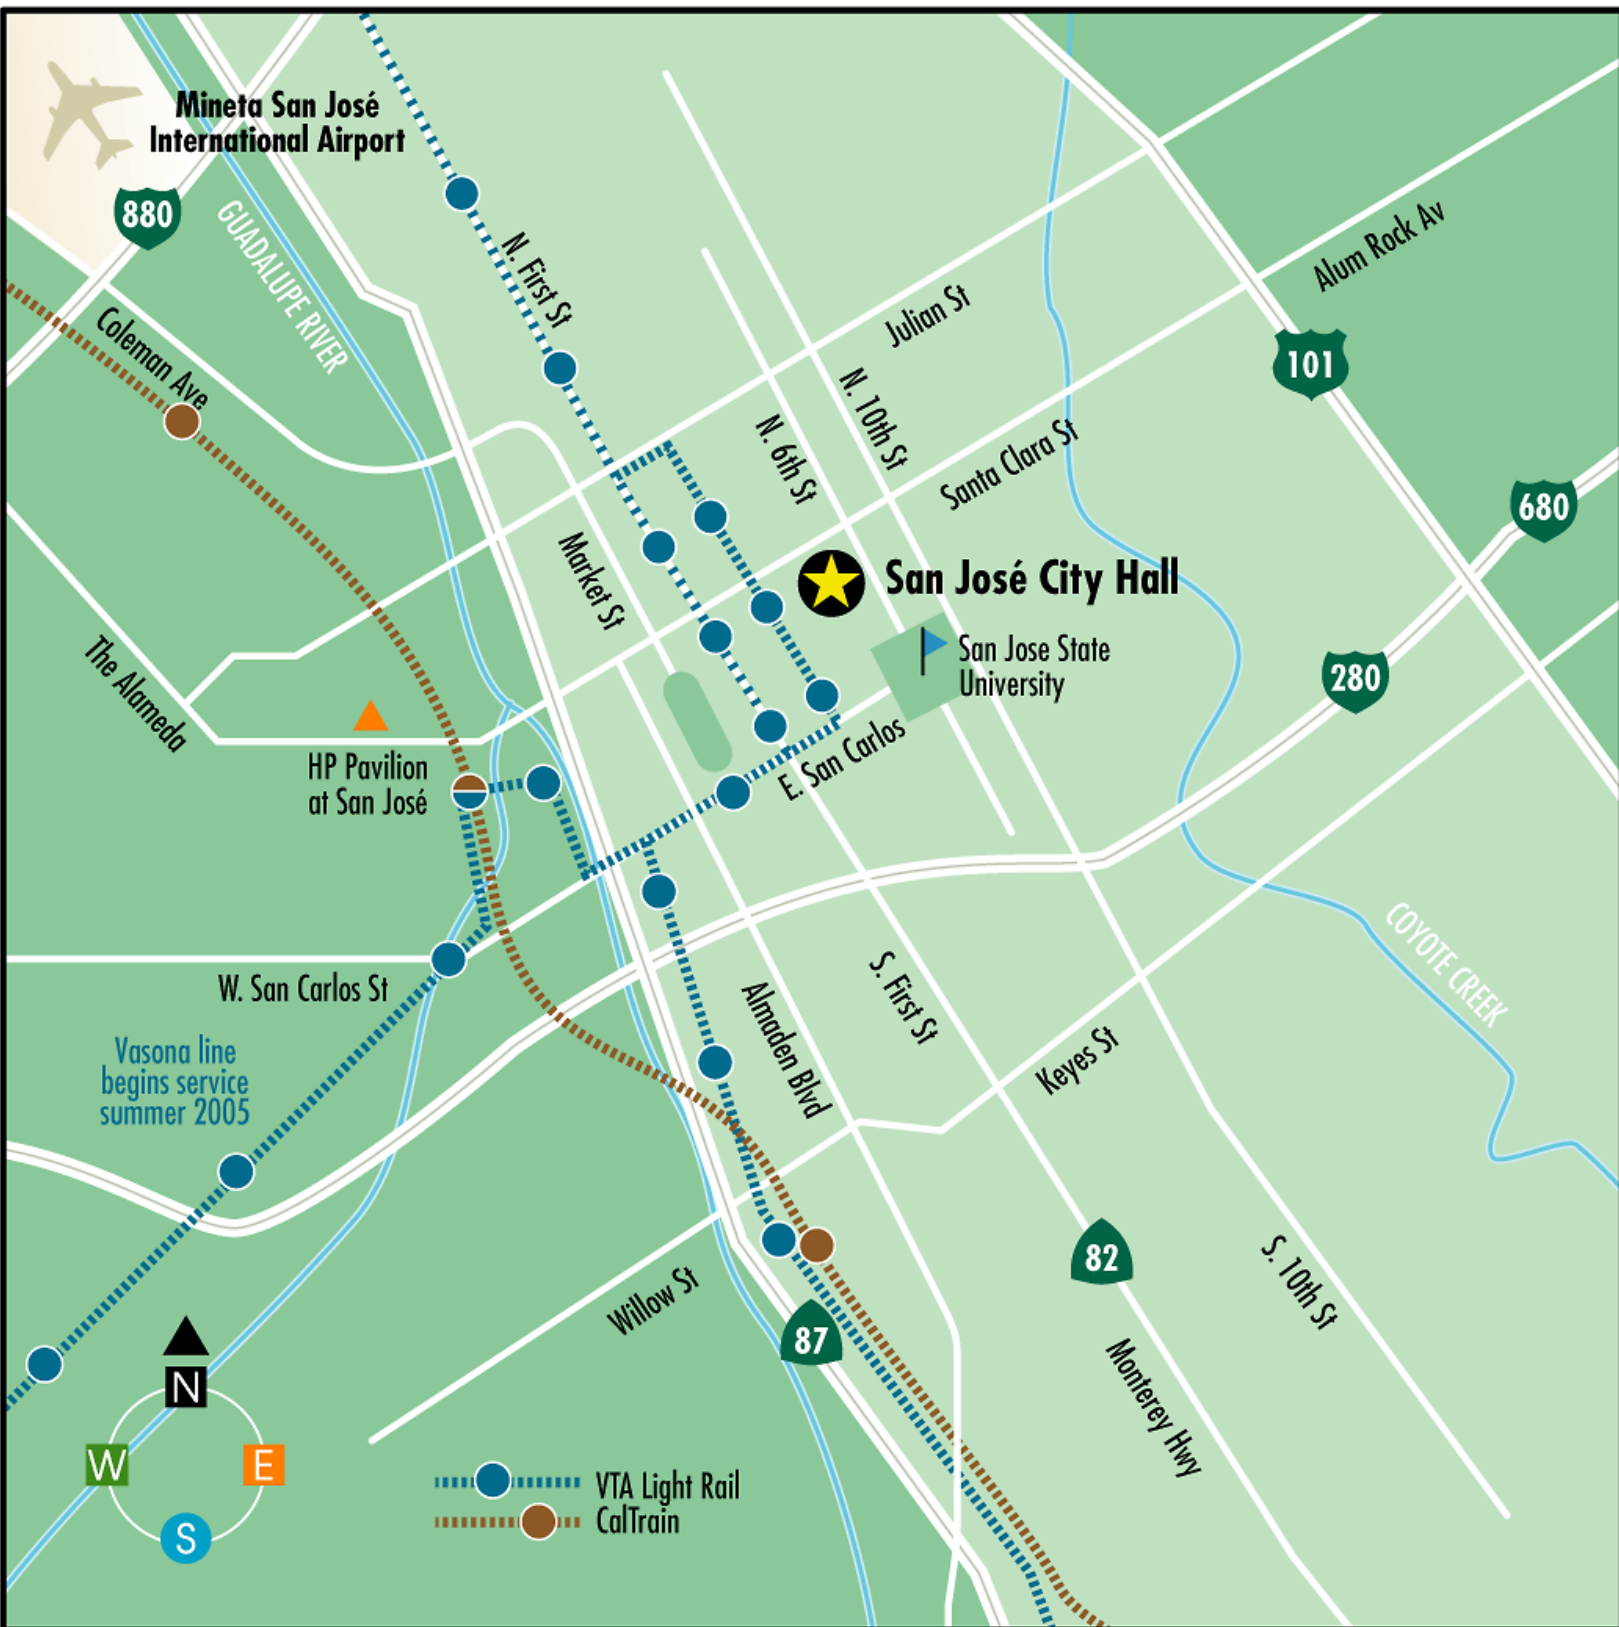 Mineta San José
International Airport
880
GUADALUPE RIVER
N. First St
Coleman Ave
Julian St
Alum Rock Av
101
N. 10th St
N. 6th St
Santa Clara St
680
Market St
San José City Hall
San Jose State
University
280
The Alameda
HP Pavilion
at San José
E. San Carlos
W. San Carlos St
COYOTE CREEK
S. First St
Almaden Blvd
Keyes St
Vasona line
begins service
summer 2005
82
S. 10th St
Willow St
87
Monterey Hwy
N
W
E
S
VTA Light Rail
CalTrain